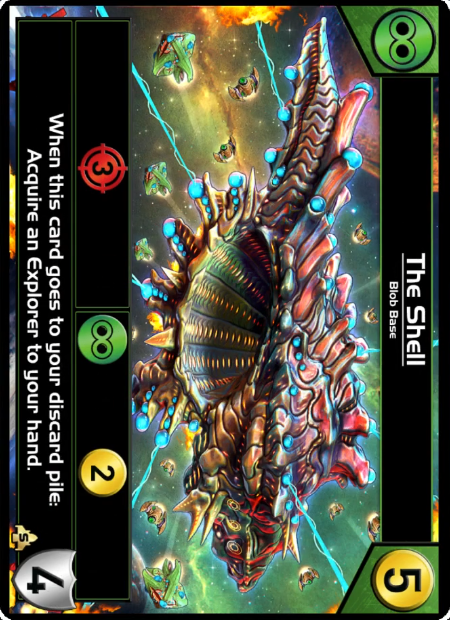 The Shell
Blob Base
5
3
2
When this card goes to your discard pile:
Acquire an Explorer to your hand.
S
4